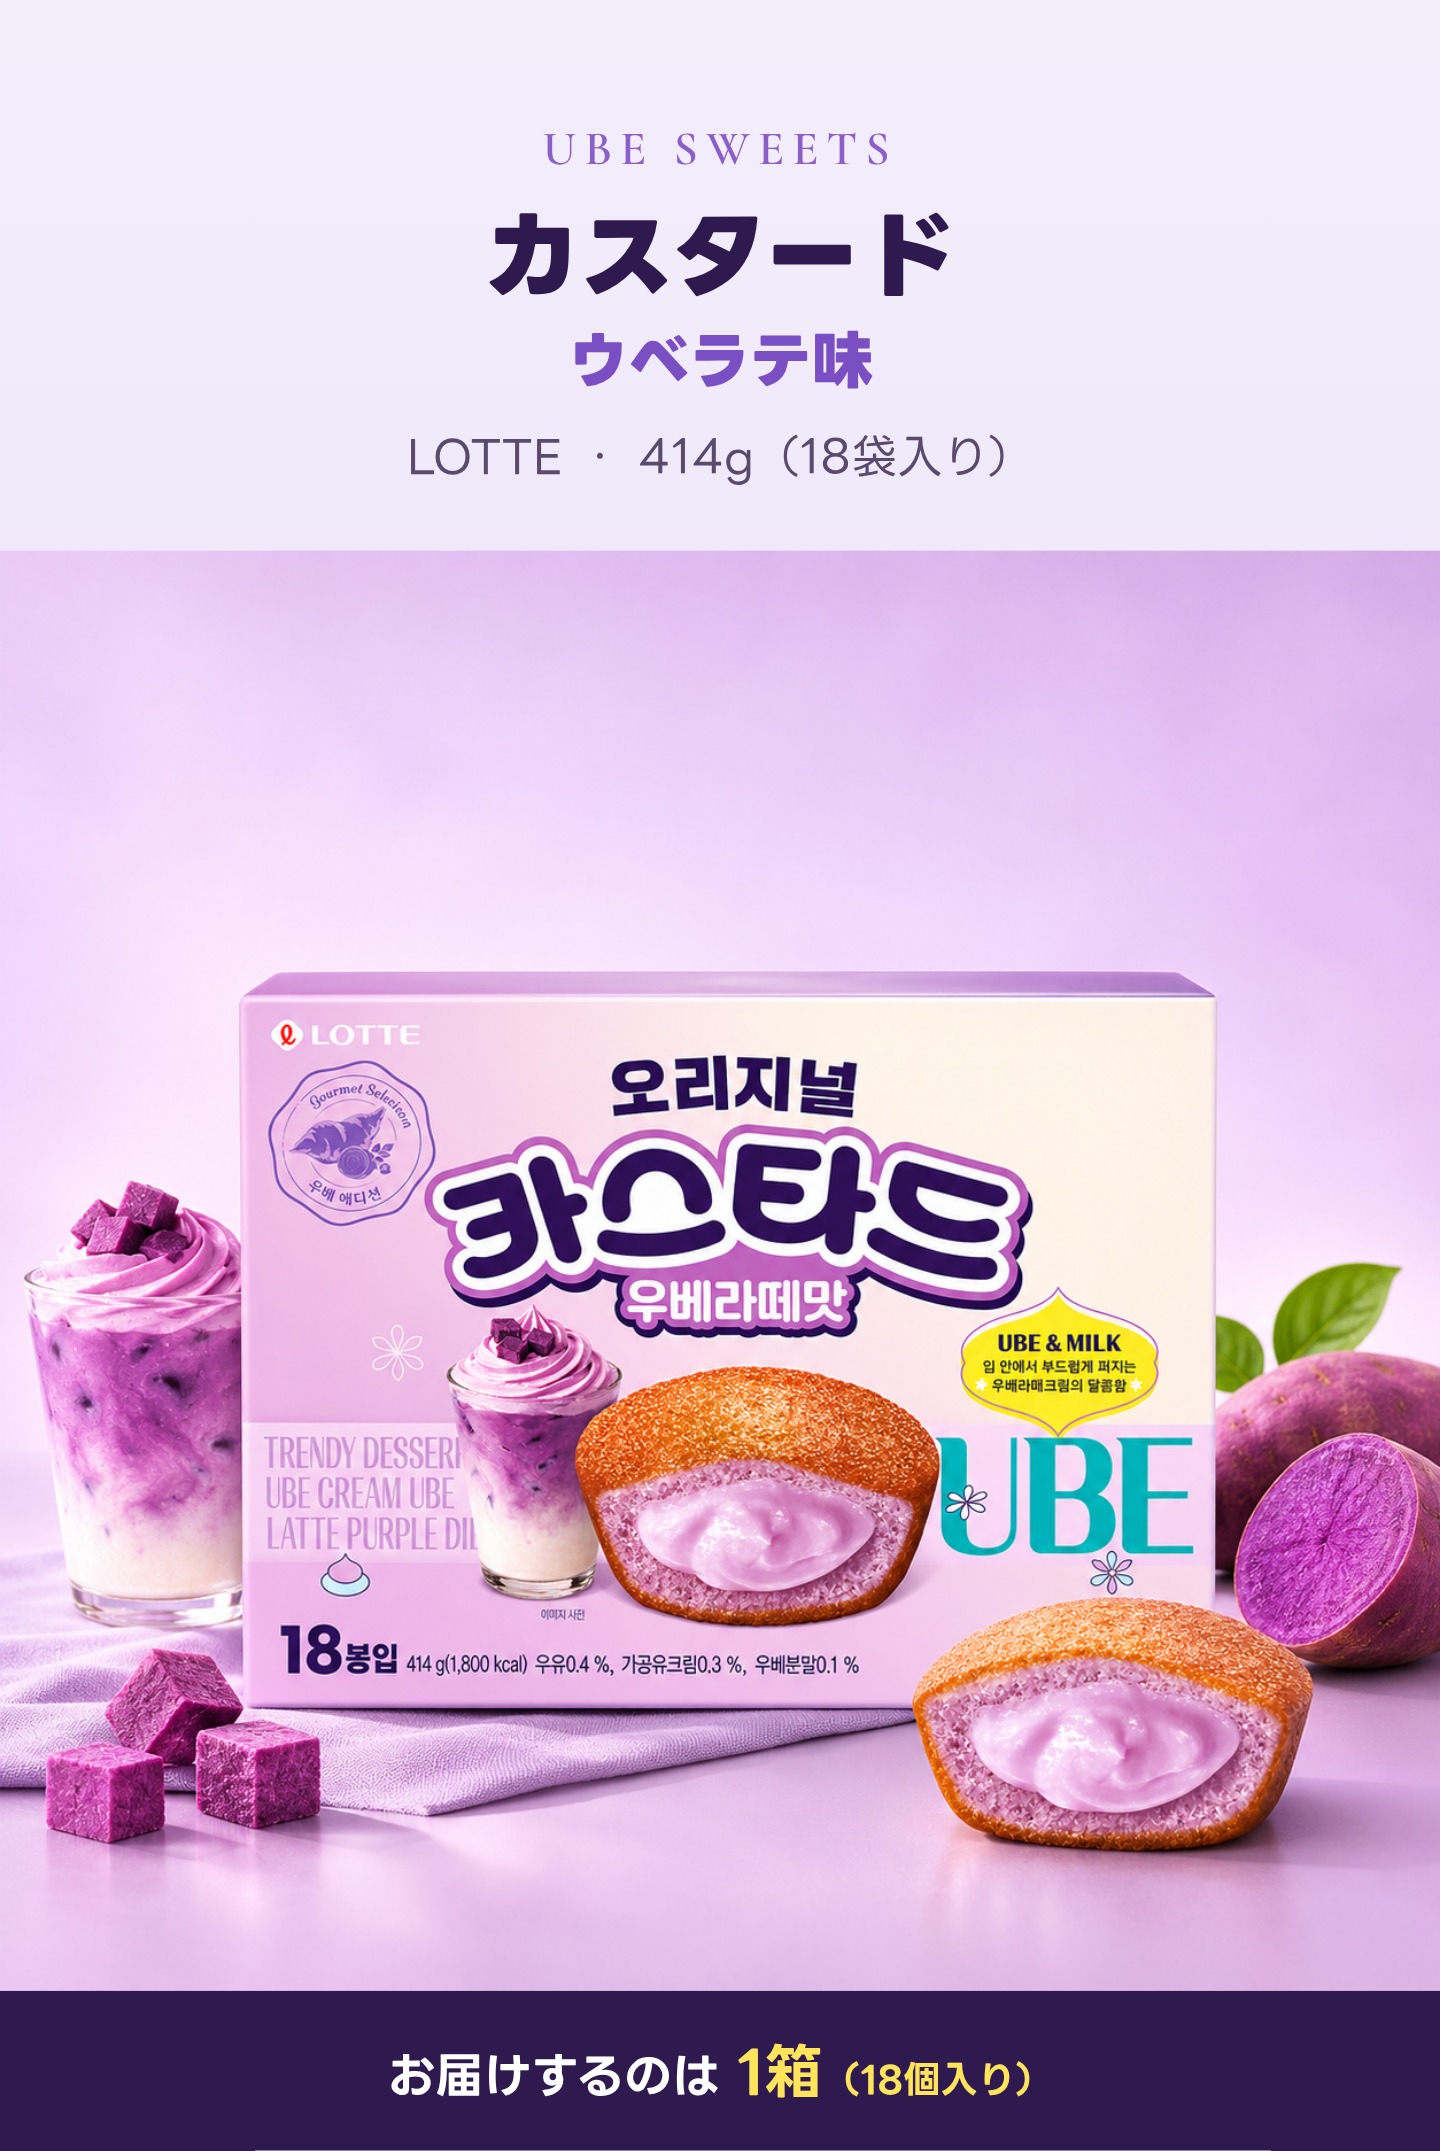 UBE SWEETS
カスタード
ウベラテ味
LOTTE · 414g（18袋入り）
LOTTE
Gourmet Selecicom
우베 애디션
오리지널
카스타드
우베라떼맛
UBE & MILK
입 안에서 부드럽게 퍼지는
우베라떼크림의 달콤함
TRENDY DESSERT
UBE CREAM UBE
LATTE PURPLE
UBE
이미지 사진
18봉입 414 g(1,800 kcal) 우유0.4 %, 가공유크림0.3 %, 우베분말0.1 %
お届けするのは 1箱（18個入り）